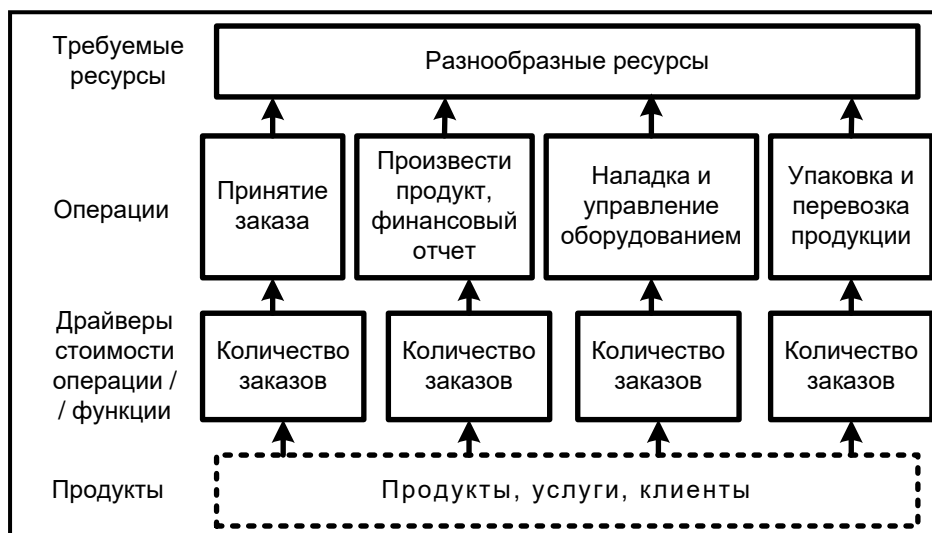 Требуемые
ресурсы
Разнообразные ресурсы
Операции
Принятие
заказа
Произвести
продукт,
финансовый
отчет
Наладка и
управление
оборудованием
Упаковка и
перевозка
продукции
Драйверы
стоимости
операции /
/ функции
Количество
заказов
Количество
заказов
Количество
заказов
Количество
заказов
Продукты
Продукты, услуги, клиенты